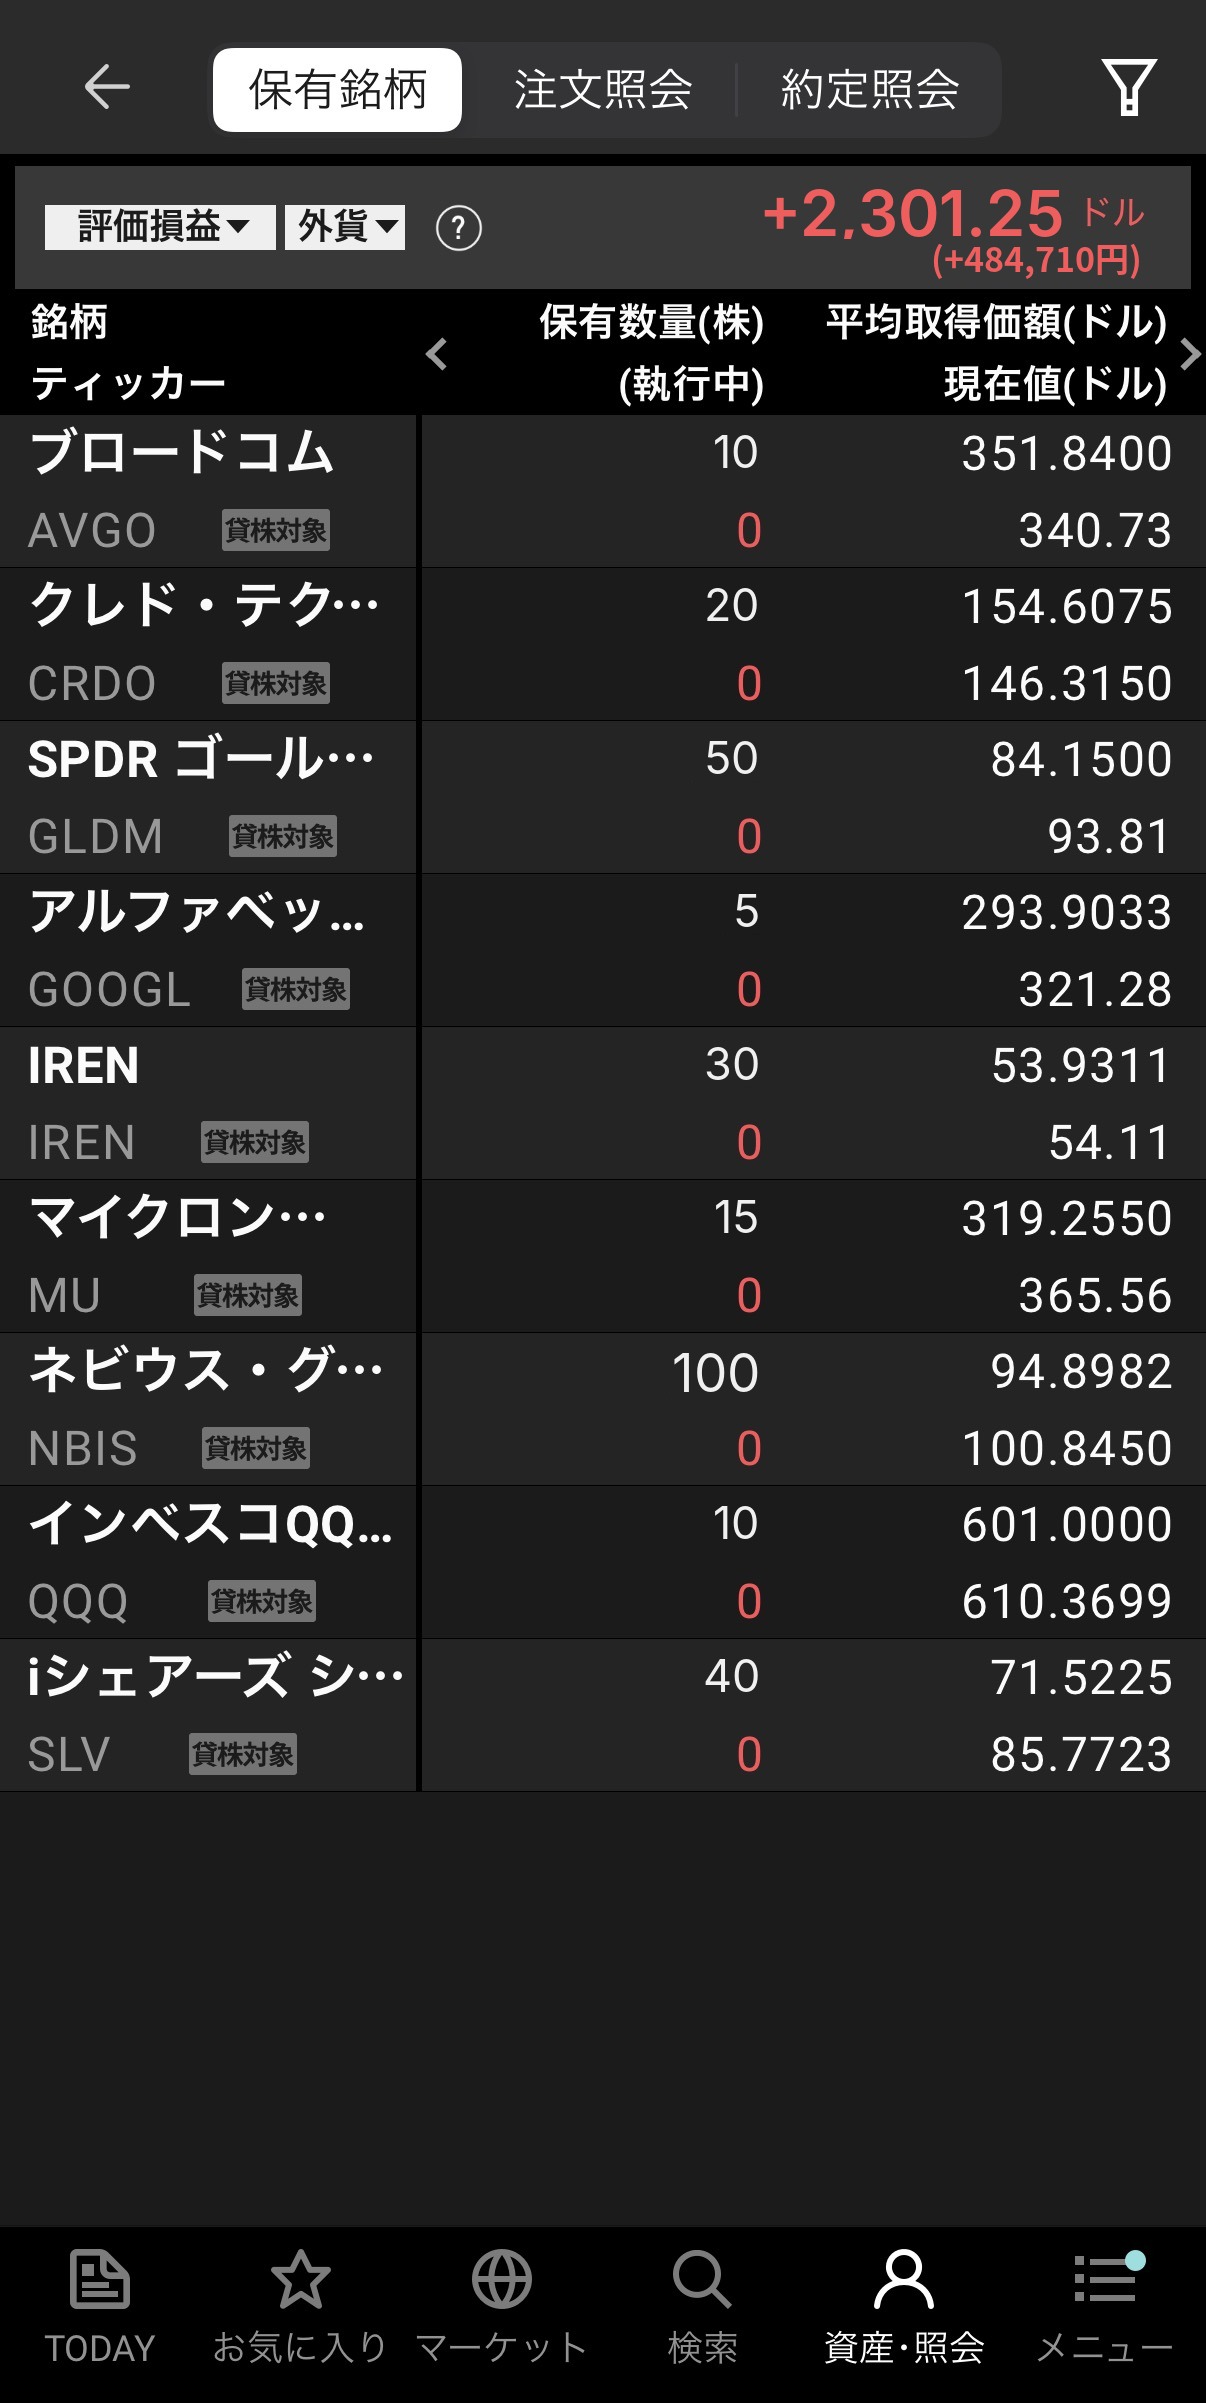 保有銘柄 注文照会 約定照会
評価損益 外貨 ? +2,301.25 ドル
(+484,710円)
銘柄 保有数量(株) 平均取得価額(ドル)
ティッカー (執行中) 現在値(ドル)
ブロードコム 10 351.8400
AVGO 貸株対象 0 340.73
クレド・テク… 20 154.6075
CRDO 貸株対象 0 146.3150
SPDR ゴール… 50 84.1500
GLDM 貸株対象 0 93.81
アルファベッ... 5 293.9033
GOOGL 貸株対象 0 321.28
IREN 30 53.9311
IREN 貸株対象 0 54.11
マイクロン… 15 319.2550
MU 貸株対象 0 365.56
ネビウス・グ… 100 94.8982
NBIS 貸株対象 0 100.8450
インベスコQQ... 10 601.0000
QQQ 貸株対象 0 610.3699
iシェアーズ シ… 40 71.5225
SLV 貸株対象 0 85.7723
TODAY お気に入り マーケット 検索 資産・照会 メニュー